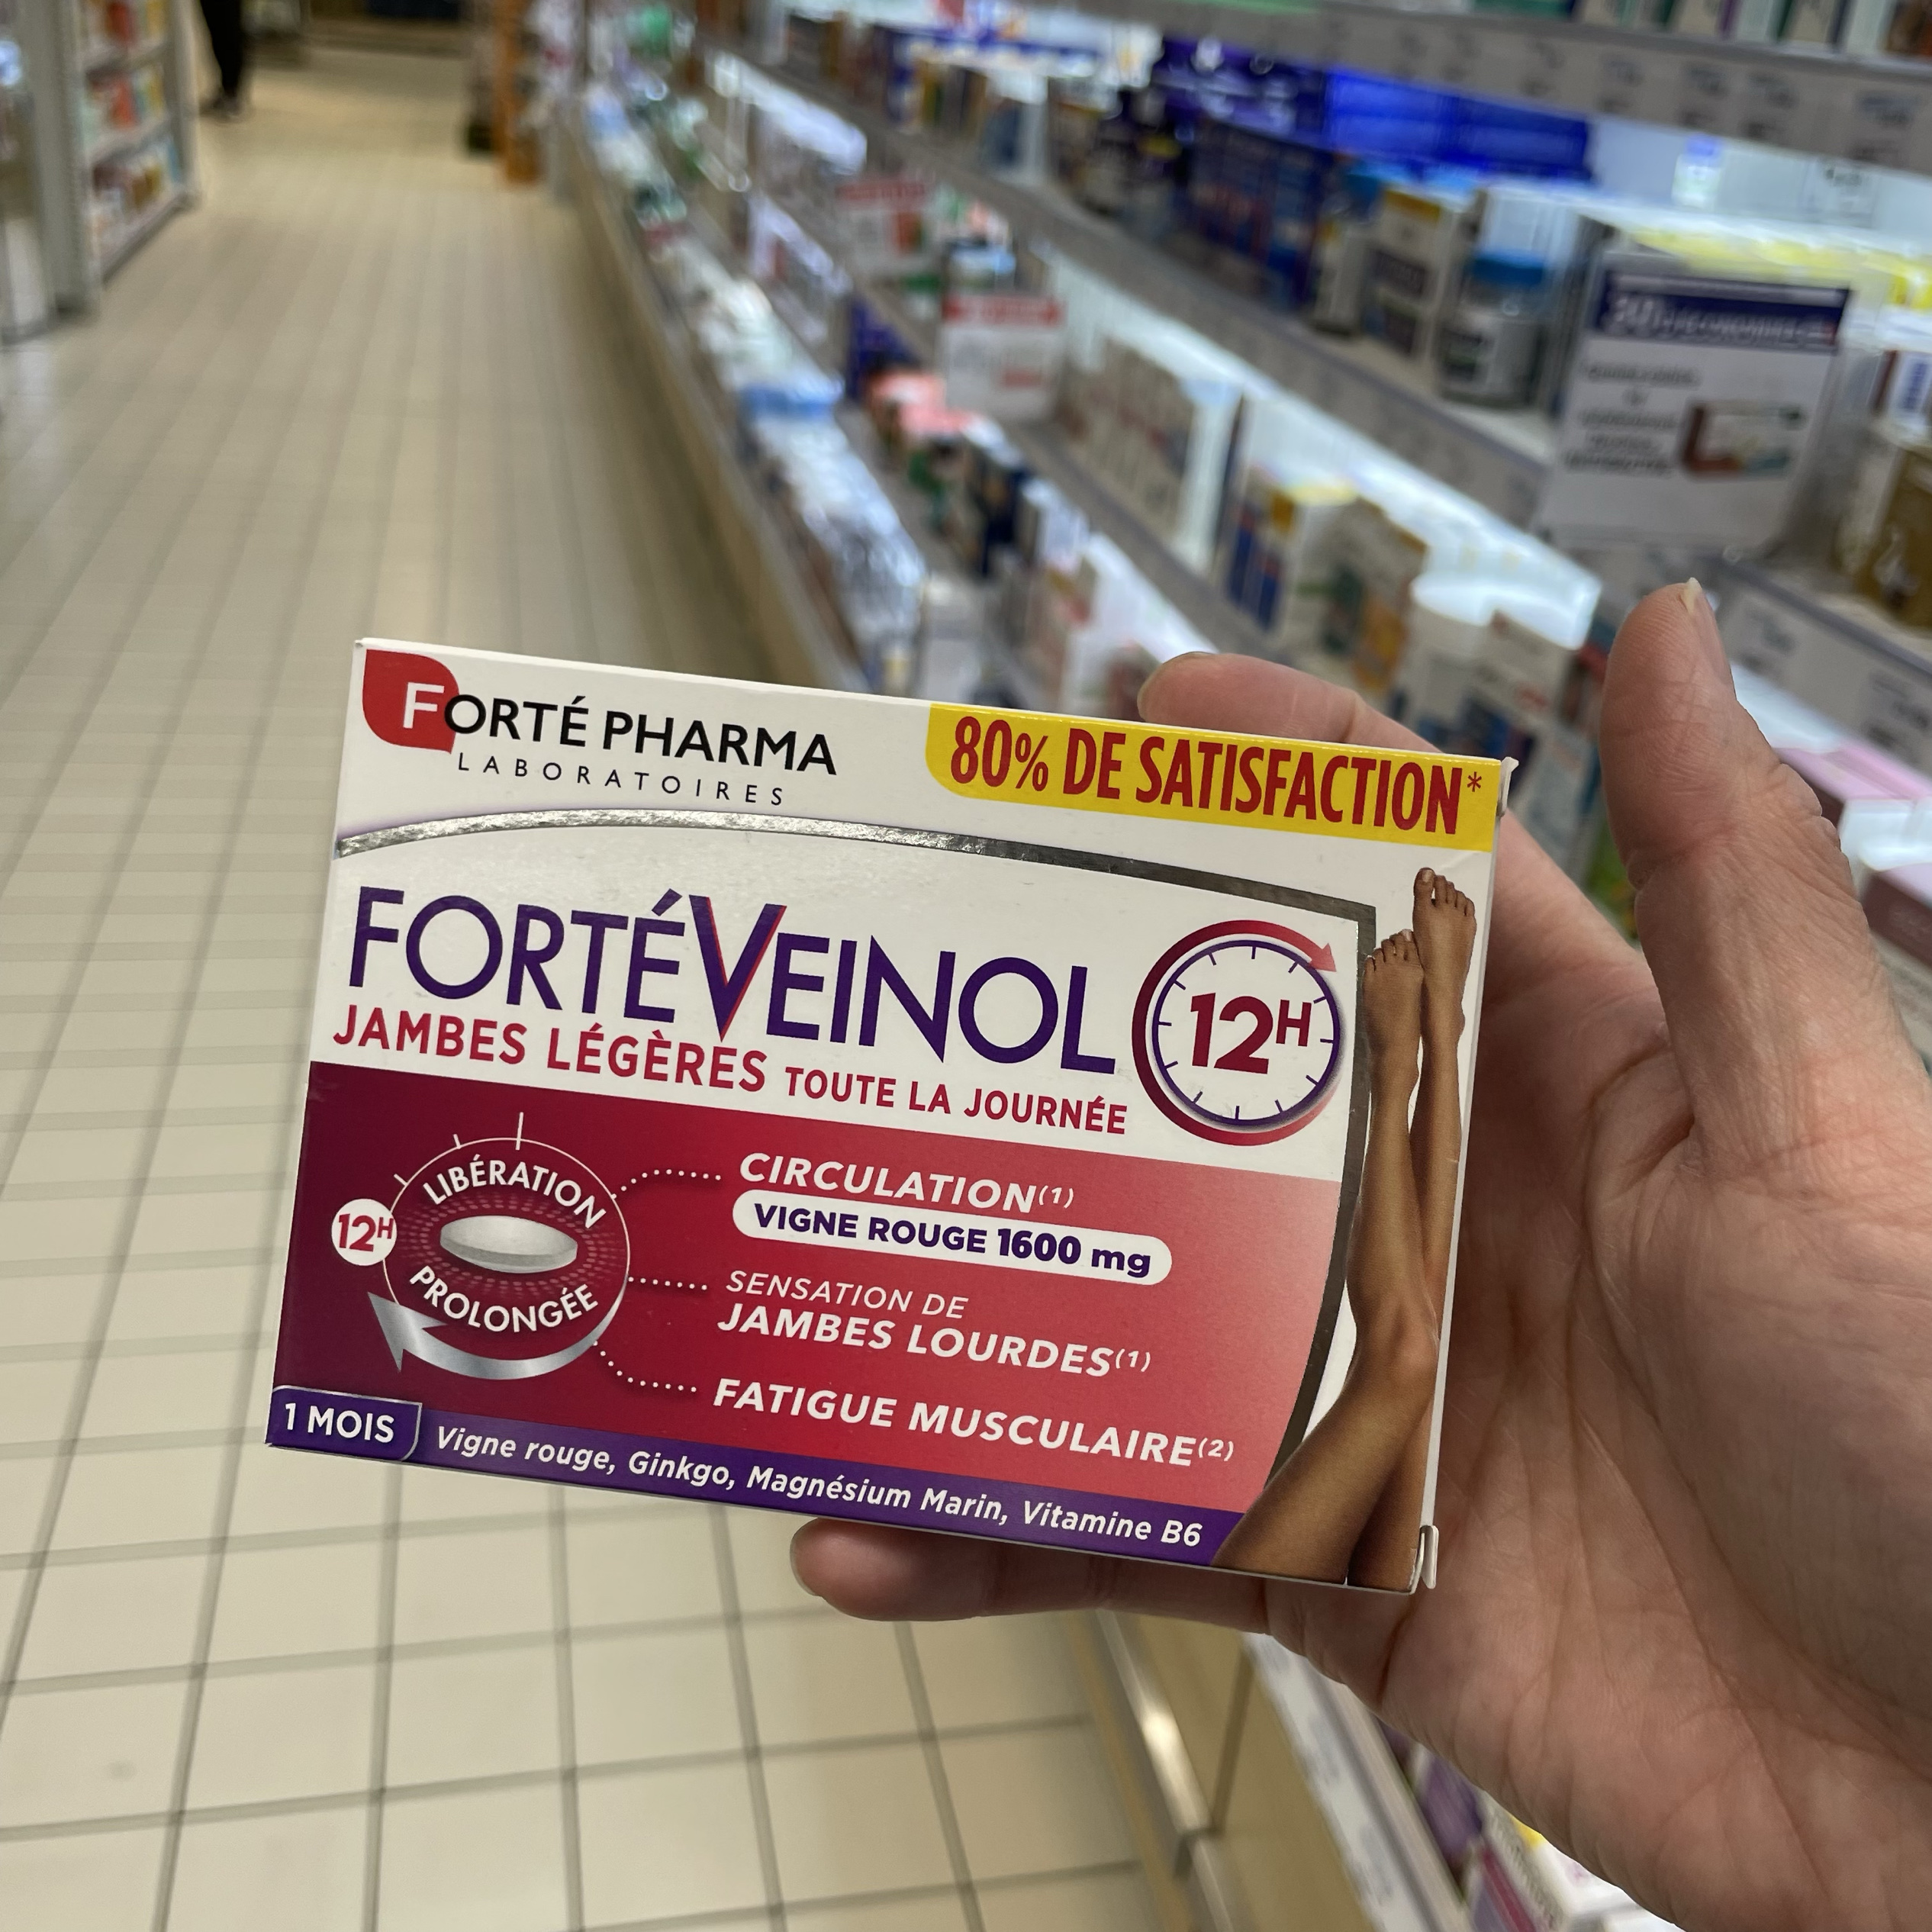 FORTÉ PHARMA
LABORATOIRES
80% DE SATISFACTION*
FORTÉVEINOL
12H
JAMBES LÉGÈRES TOUTE LA JOURNÉE
LIBÉRATION
12H
PROLONGÉE
CIRCULATION(1)
VIGNE ROUGE 1600 mg
SENSATION DE
JAMBES LOURDES(1)
FATIGUE MUSCULAIRE(2)
1 MOIS
Vigne rouge, Ginkgo, Magnésium Marin, Vitamine B6